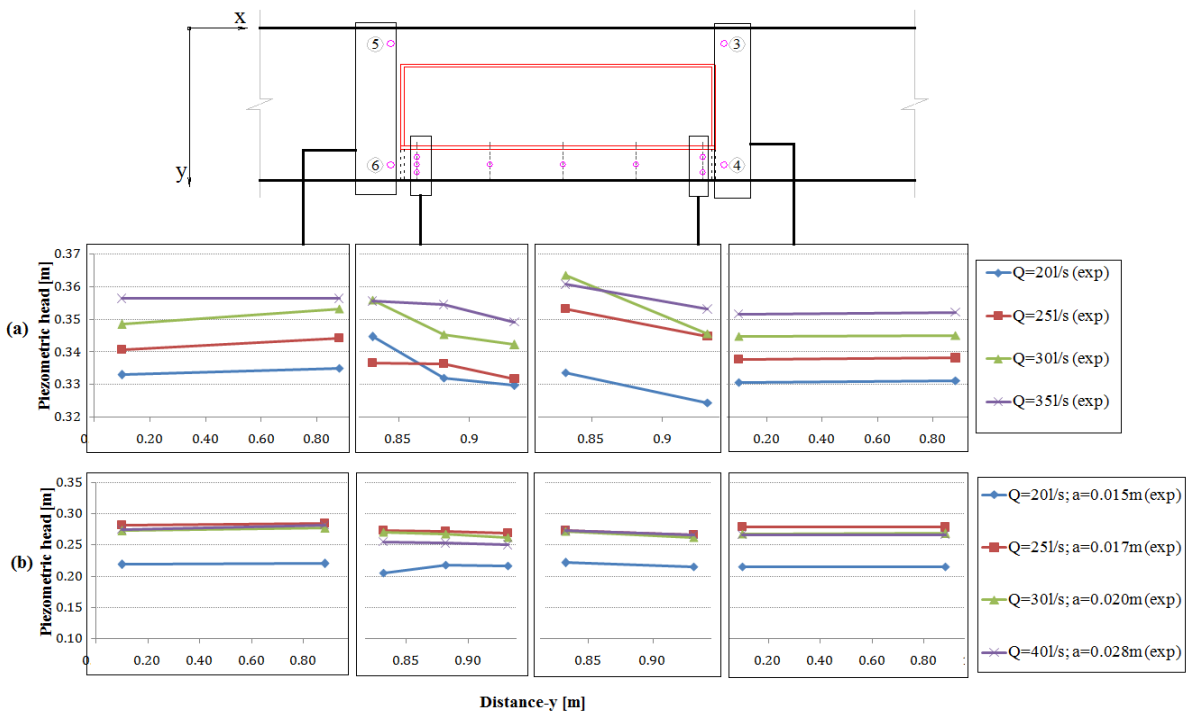 x
y
5
3
6
4
(a)
Piezometric head [m]
0.37
0.36
0.35
0.34
0.33
0.32
0 0.20 0.40 0.60 0.80
0.85 0.9
0.85 0.9
0.20 0.40 0.60 0.80
Q=20l/s (exp)
Q=25l/s (exp)
Q=30l/s (exp)
Q=35l/s (exp)
(b)
Piezometric head [m]
0.35
0.30
0.25
0.20
0.15
0.10
0 0.20 0.40 0.60 0.80
0.85 0.90
0.85 0.90
0.20 0.40 0.60 0.80
Q=20l/s; a=0.015m (exp)
Q=25l/s; a=0.017m (exp)
Q=30l/s; a=0.020m (exp)
Q=40l/s; a=0.028m (exp)
Distance-y [m]